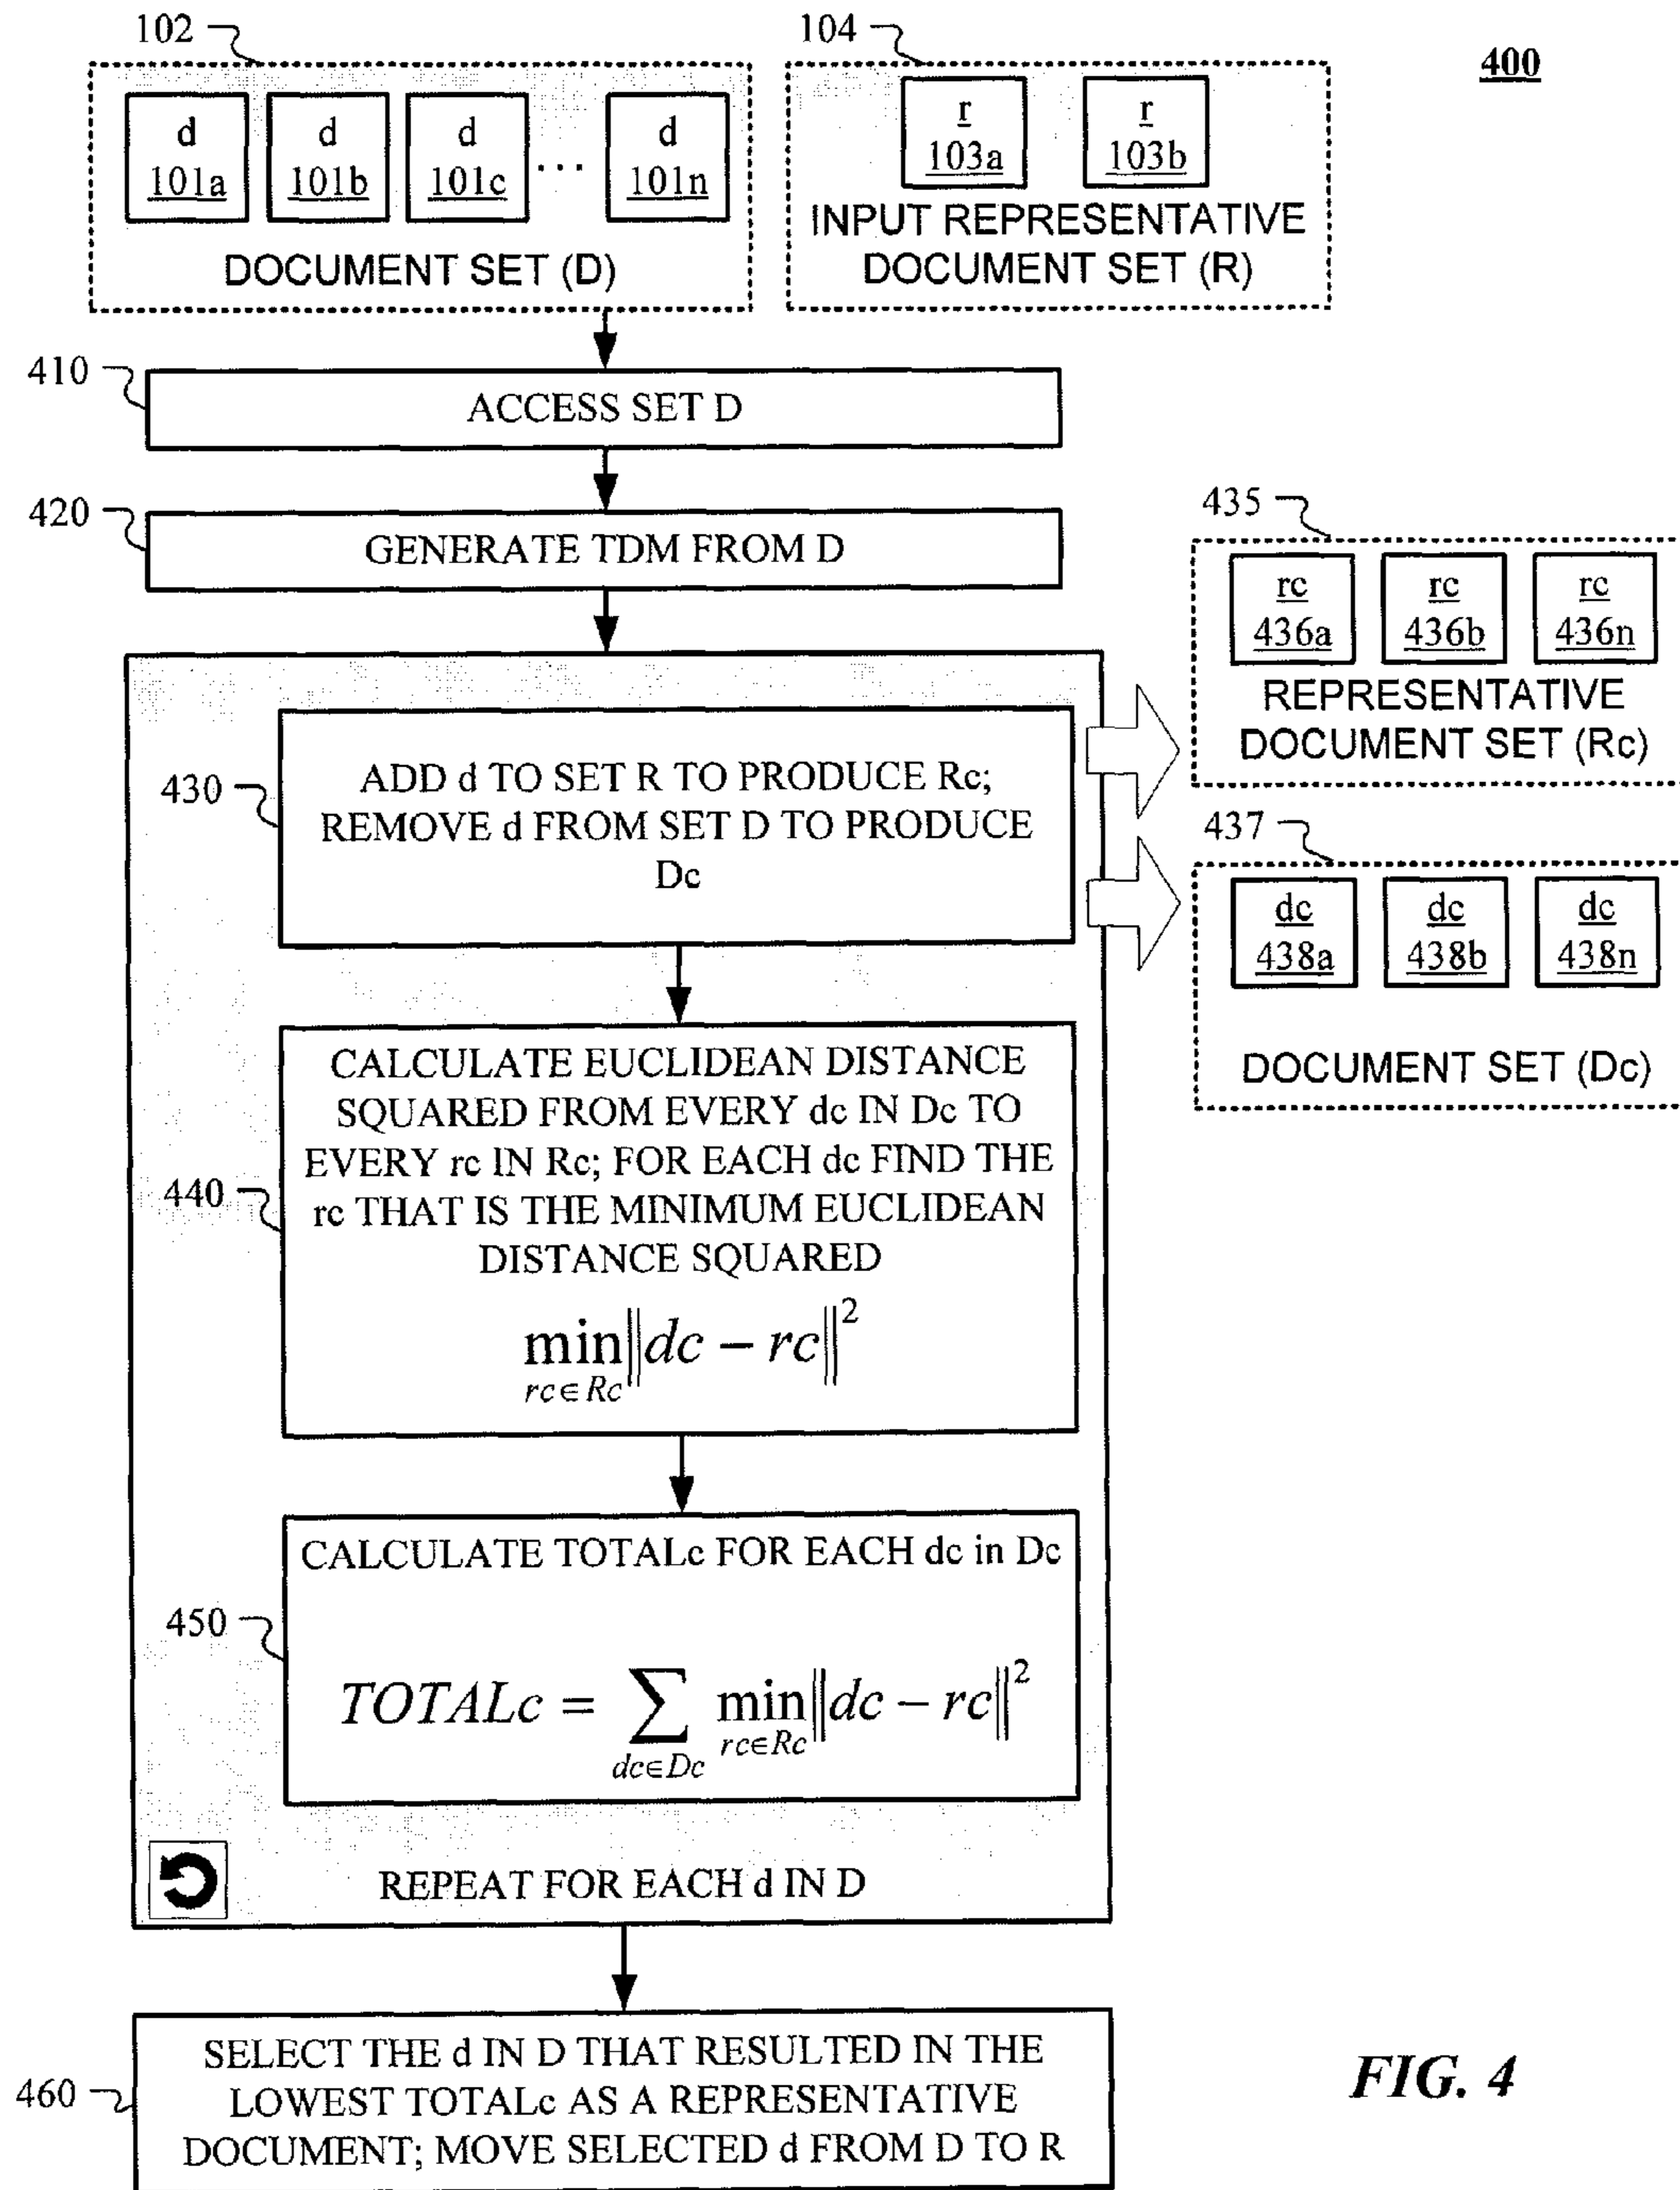 102
104
400
d
101a
d
101b
d
101c
...
d
101n
DOCUMENT SET (D)
r
103a
r
103b
INPUT REPRESENTATIVE
DOCUMENT SET (R)
410
ACCESS SET D
420
GENERATE TDM FROM D
435
rc
436a
rc
436b
rc
436n
REPRESENTATIVE
DOCUMENT SET (Rc)
430
ADD d TO SET R TO PRODUCE Rc;
REMOVE d FROM SET D TO PRODUCE
Dc
437
dc
438a
dc
438b
dc
438n
DOCUMENT SET (Dc)
440
CALCULATE EUCLIDEAN DISTANCE
SQUARED FROM EVERY dc IN Dc TO
EVERY rc IN Rc; FOR EACH dc FIND THE
rc THAT IS THE MINIMUM EUCLIDEAN
DISTANCE SQUARED
min‖dc − rc‖²
rc∈Rc
450
CALCULATE TOTALc FOR EACH dc in Dc
TOTALc = ∑ min‖dc − rc‖²
dc∈Dc rc∈Rc
REPEAT FOR EACH d IN D
460
SELECT THE d IN D THAT RESULTED IN THE
LOWEST TOTALc AS A REPRESENTATIVE
DOCUMENT; MOVE SELECTED d FROM D TO R
FIG. 4